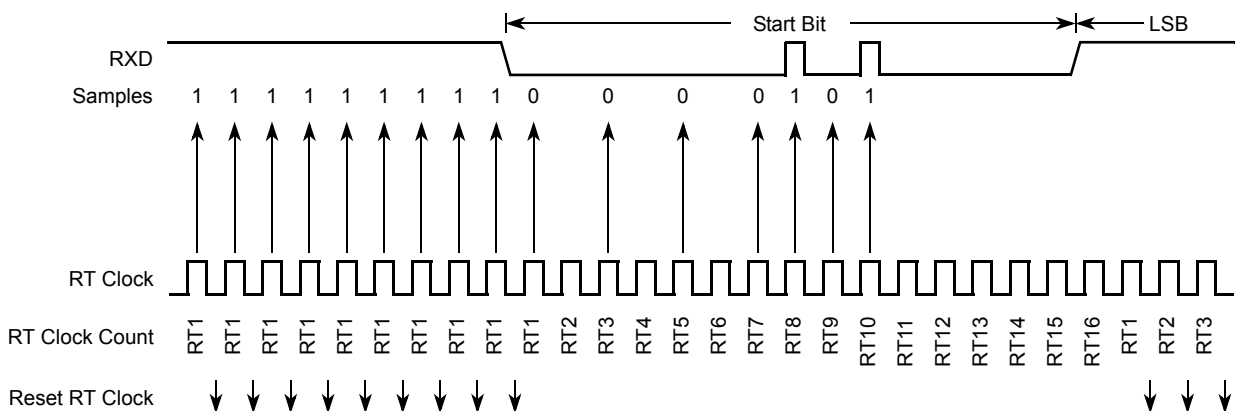 Start Bit LSB
RXD
Samples 1 1 1 1 1 1 1 1 1 0 0 0 0 1 0 1
RT Clock
RT Clock Count RT1 RT1 RT1 RT1 RT1 RT1 RT1 RT1 RT1 RT1 RT2 RT3 RT4 RT5 RT6 RT7 RT8 RT9 RT10 RT11 RT12 RT13 RT14 RT15 RT16 RT1 RT2 RT3
Reset RT Clock